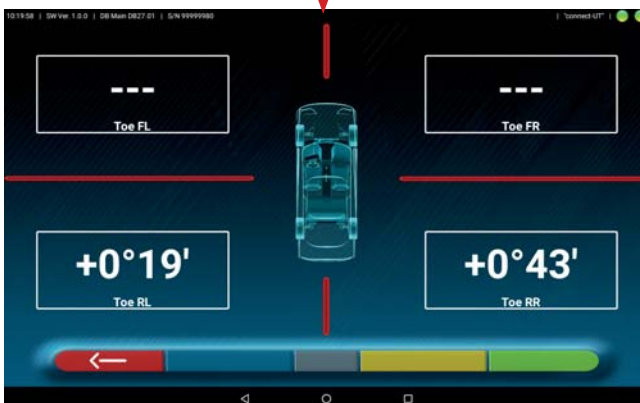 10:19:58 | SW Ver. 1.0.0 | DB Main DB27.01 | S/N 99999980
| "connect-UT" |
---
Toe FL
---
Toe FR
+0°19'
Toe RL
+0°43'
Toe RR